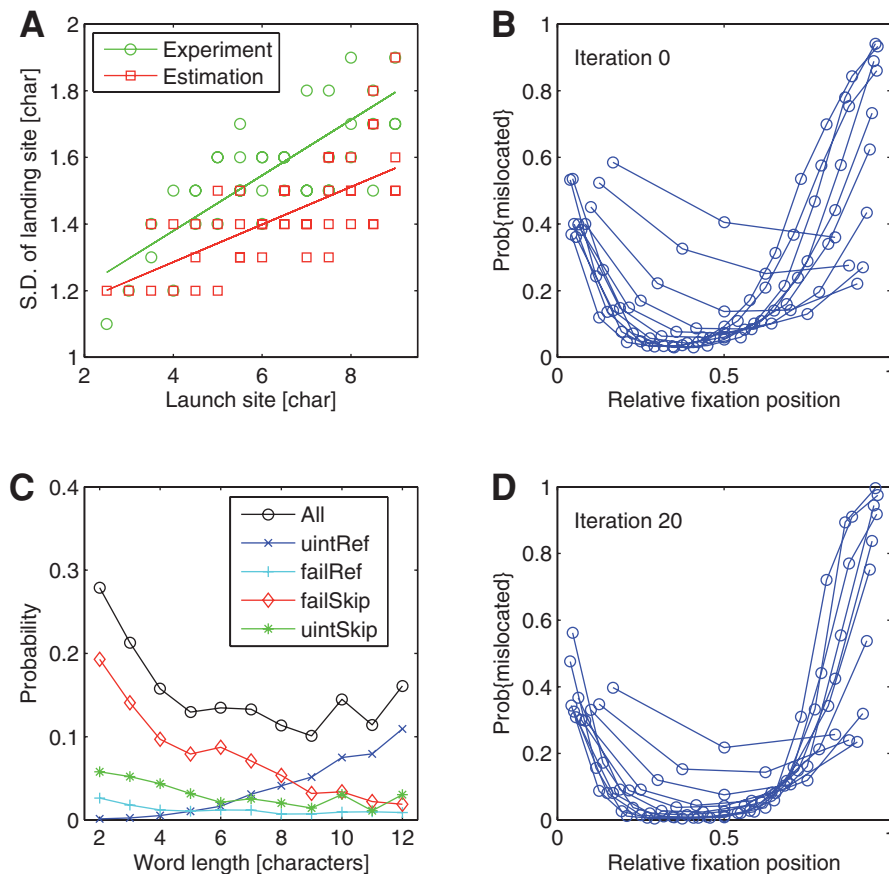 A
2
1.8
1.6
1.4
1.2
1
S.D. of landing site [char]
Experiment
Estimation
2
4
6
8
Launch site [char]
B
1
0.8
0.6
0.4
0.2
0
Prob{mislocated}
Iteration 0
0
0.5
1
Relative fixation position
C
0.4
0.3
0.2
0.1
0
Probability
All
uintRef
failRef
failSkip
uintSkip
2
4
6
8
10
12
Word length [characters]
D
1
0.8
0.6
0.4
0.2
0
Prob{mislocated}
Iteration 20
0
0.5
1
Relative fixation position